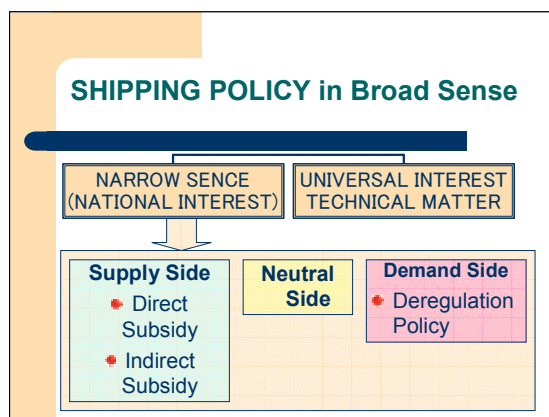 SHIPPING POLICY in Broad Sense
NARROW SENCE
(NATIONAL INTEREST)
UNIVERSAL INTEREST
TECHNICAL MATTER
Supply Side
Direct
Subsidy
Indirect
Subsidy
Neutral
Side
Demand Side
Deregulation
Policy